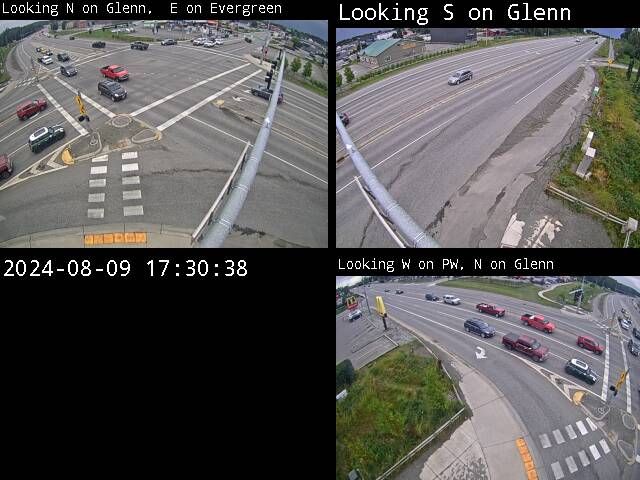 Looking N on Glenn,  E on Evergreen
Looking S on Glenn
2024-08-09 17:30:38
Looking W on PW, N on Glenn